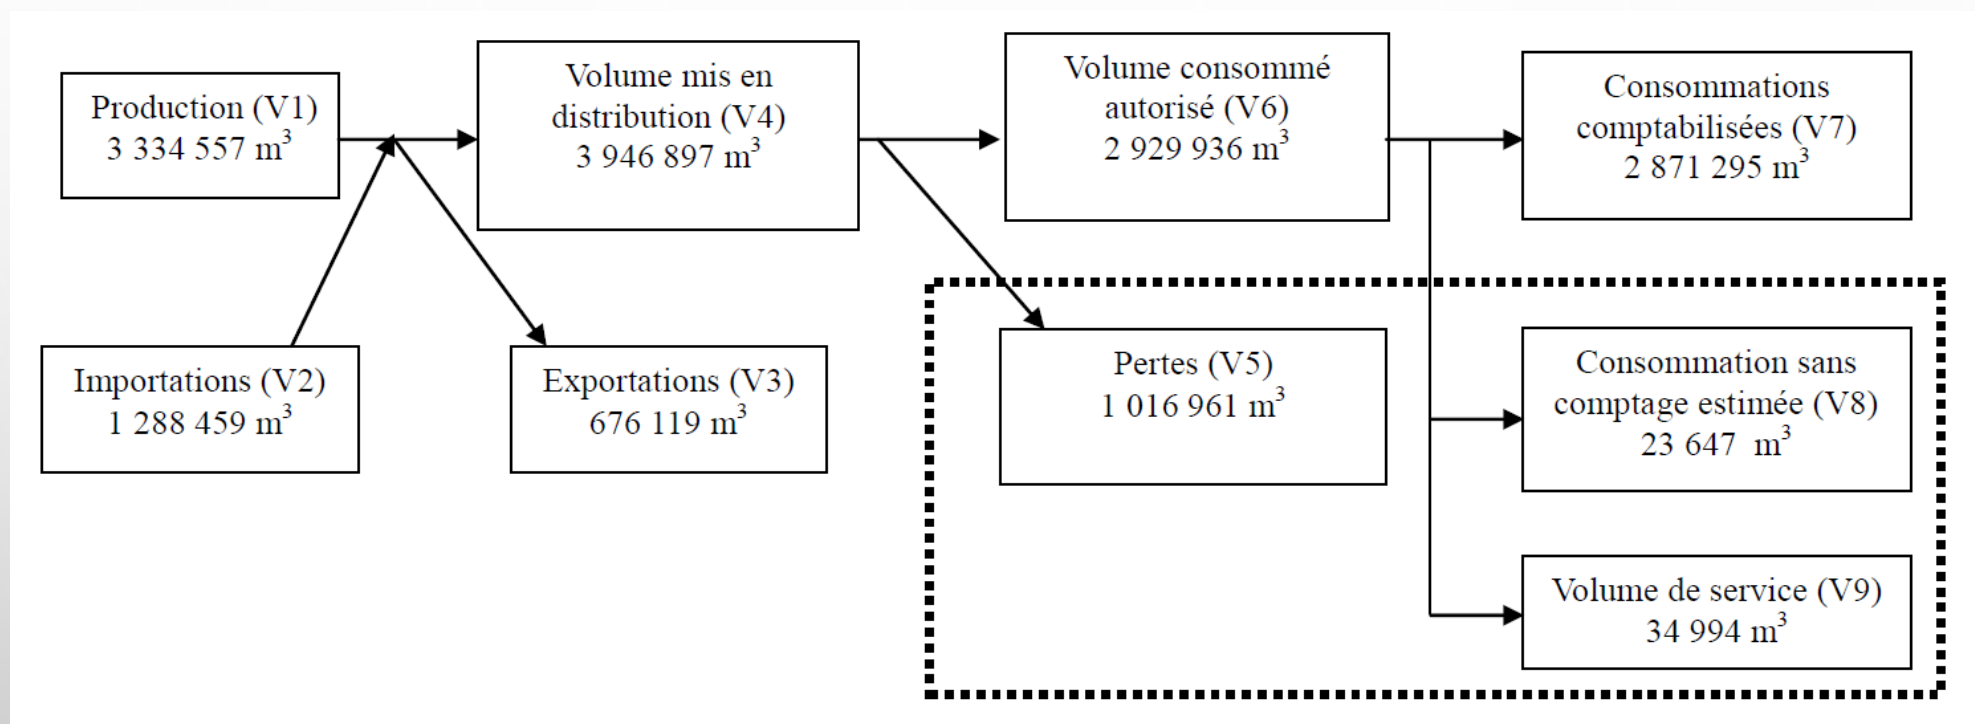 Production (V1)
3 334 557 m³
Volume mis en
distribution (V4)
3 946 897 m³
Volume consommé
autorisé (V6)
2 929 936 m³
Consommations
comptabilisées (V7)
2 871 295 m³
Importations (V2)
1 288 459 m³
Exportations (V3)
676 119 m³
Pertes (V5)
1 016 961 m³
Consommation sans
comptage estimée (V8)
23 647  m³
Volume de service (V9)
34 994 m³